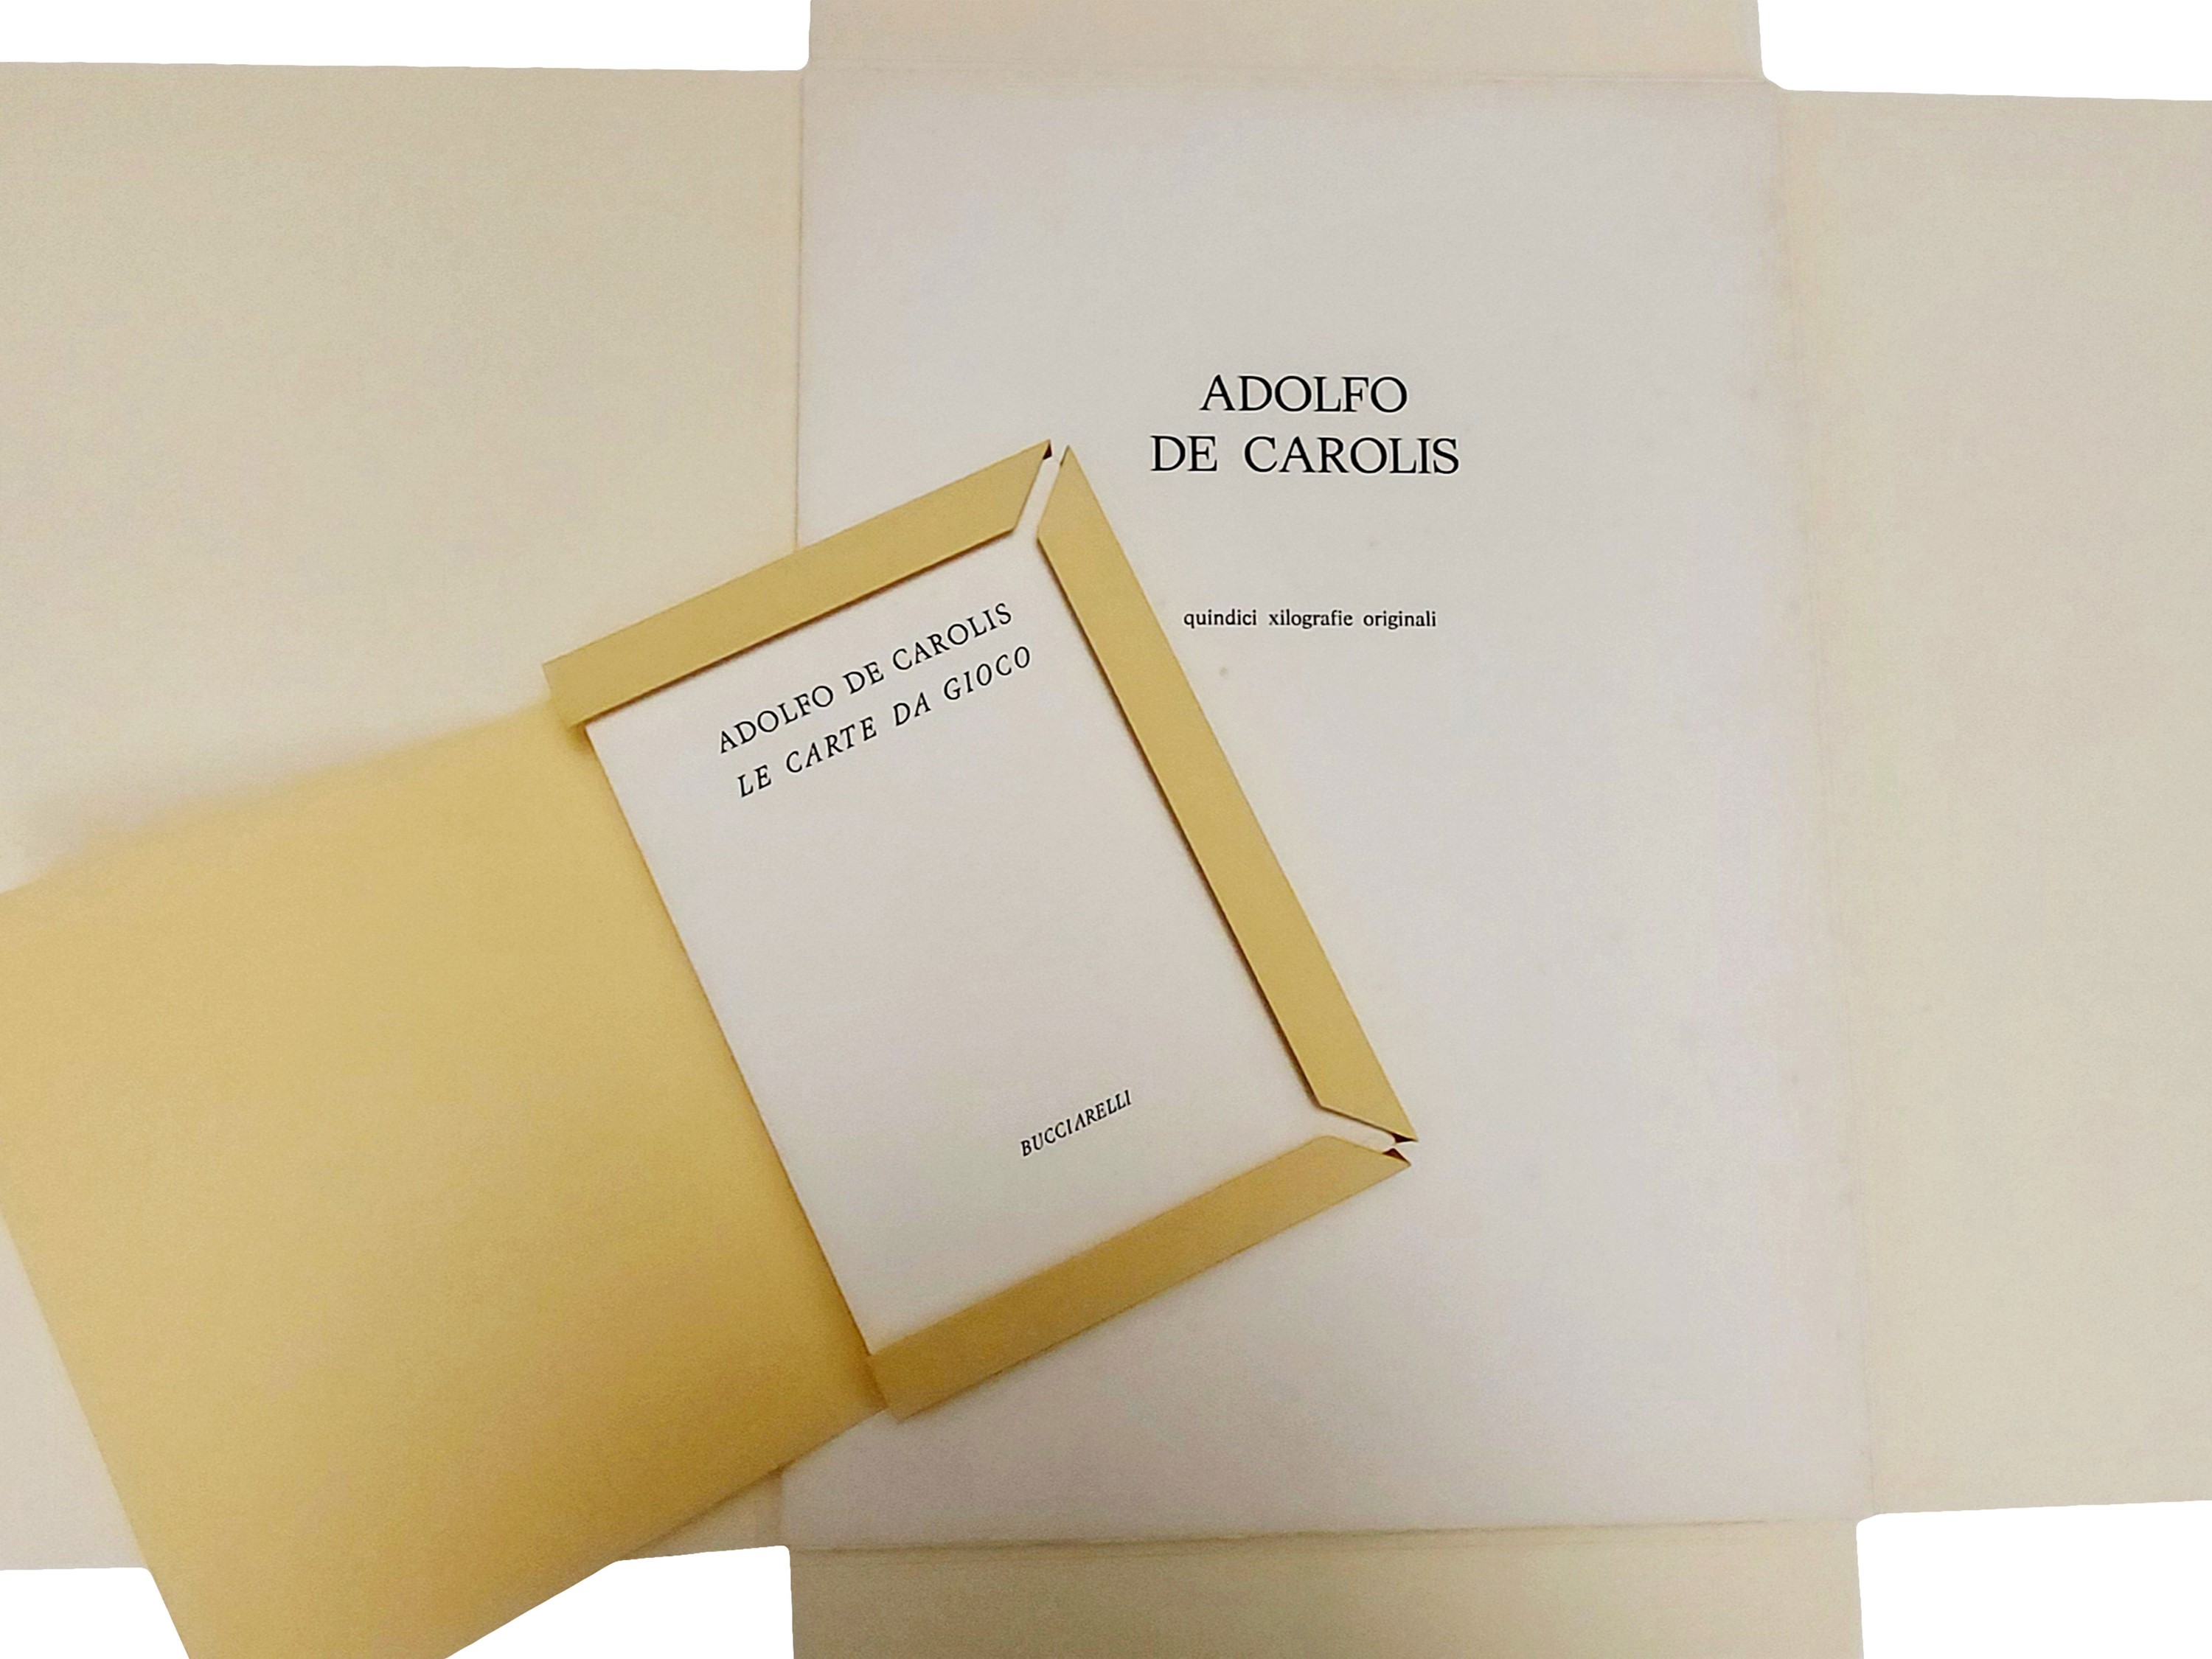 ADOLFO
DE CAROLIS
quindici xilografie originali
ADOLFO DE CAROLIS
LE CARTE DA GIOCO
BUCCIARELLI